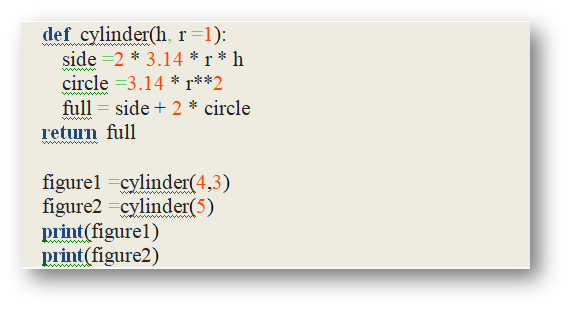 def cylinder(h, r =1):
side =2 * 3.14 * r * h
circle =3.14 * r**2
full = side + 2 * circle
return full
figure1 =cylinder(4,3)
figure2 =cylinder(5)
print(figure1)
print(figure2)